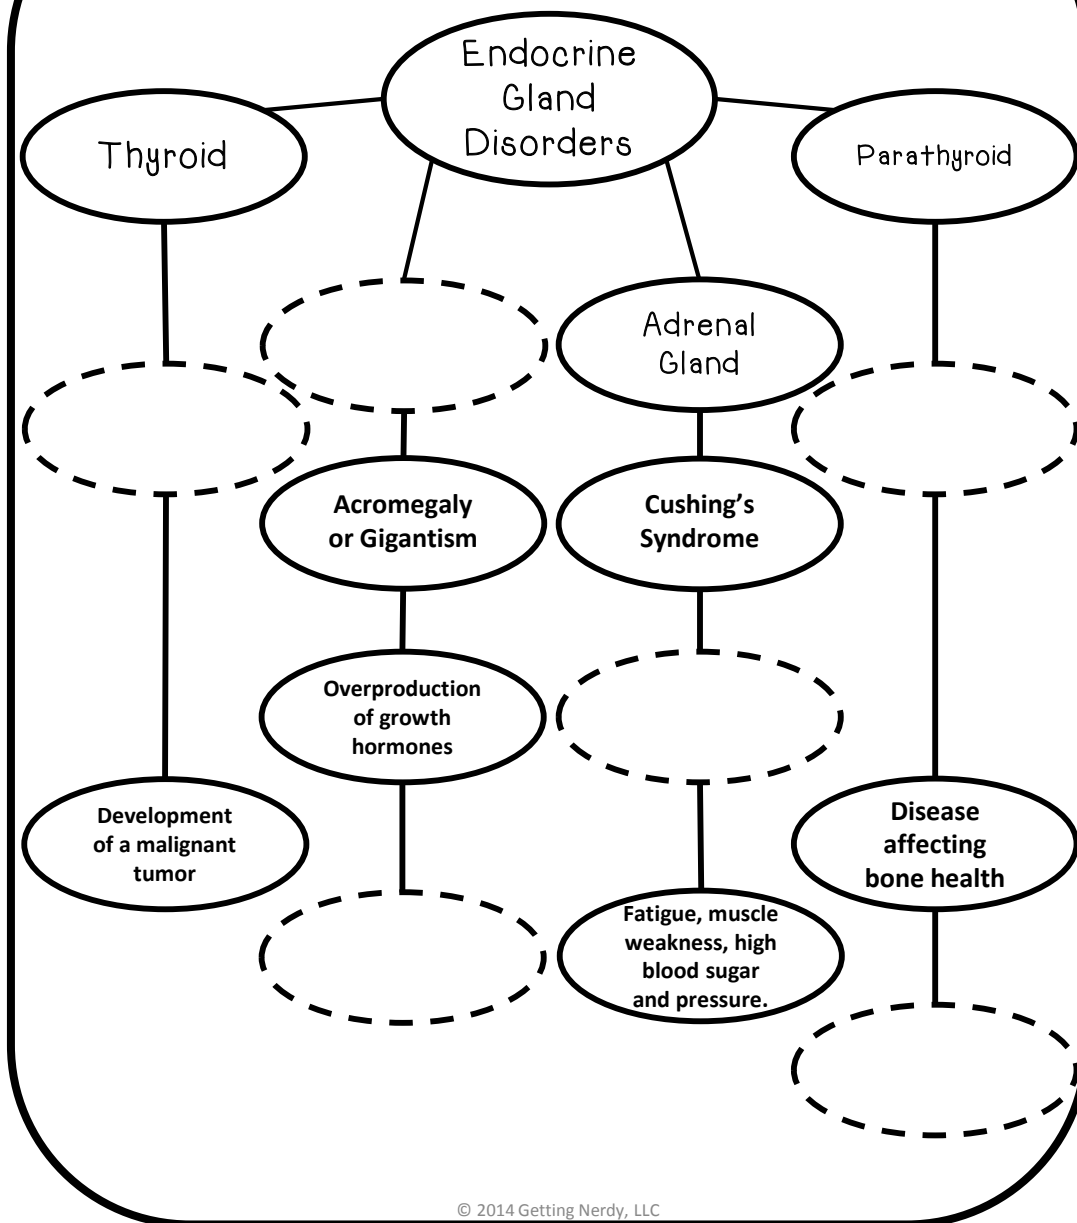 Endocrine
Gland
Disorders
Thyroid
Parathyroid
Adrenal
Gland
Acromegaly
or Gigantism
Cushing’s
Syndrome
Overproduction
of growth
hormones
Development
of a malignant
tumor
Disease
affecting
bone health
Fatigue, muscle
weakness, high
blood sugar
and pressure.
© 2014 Getting Nerdy, LLC